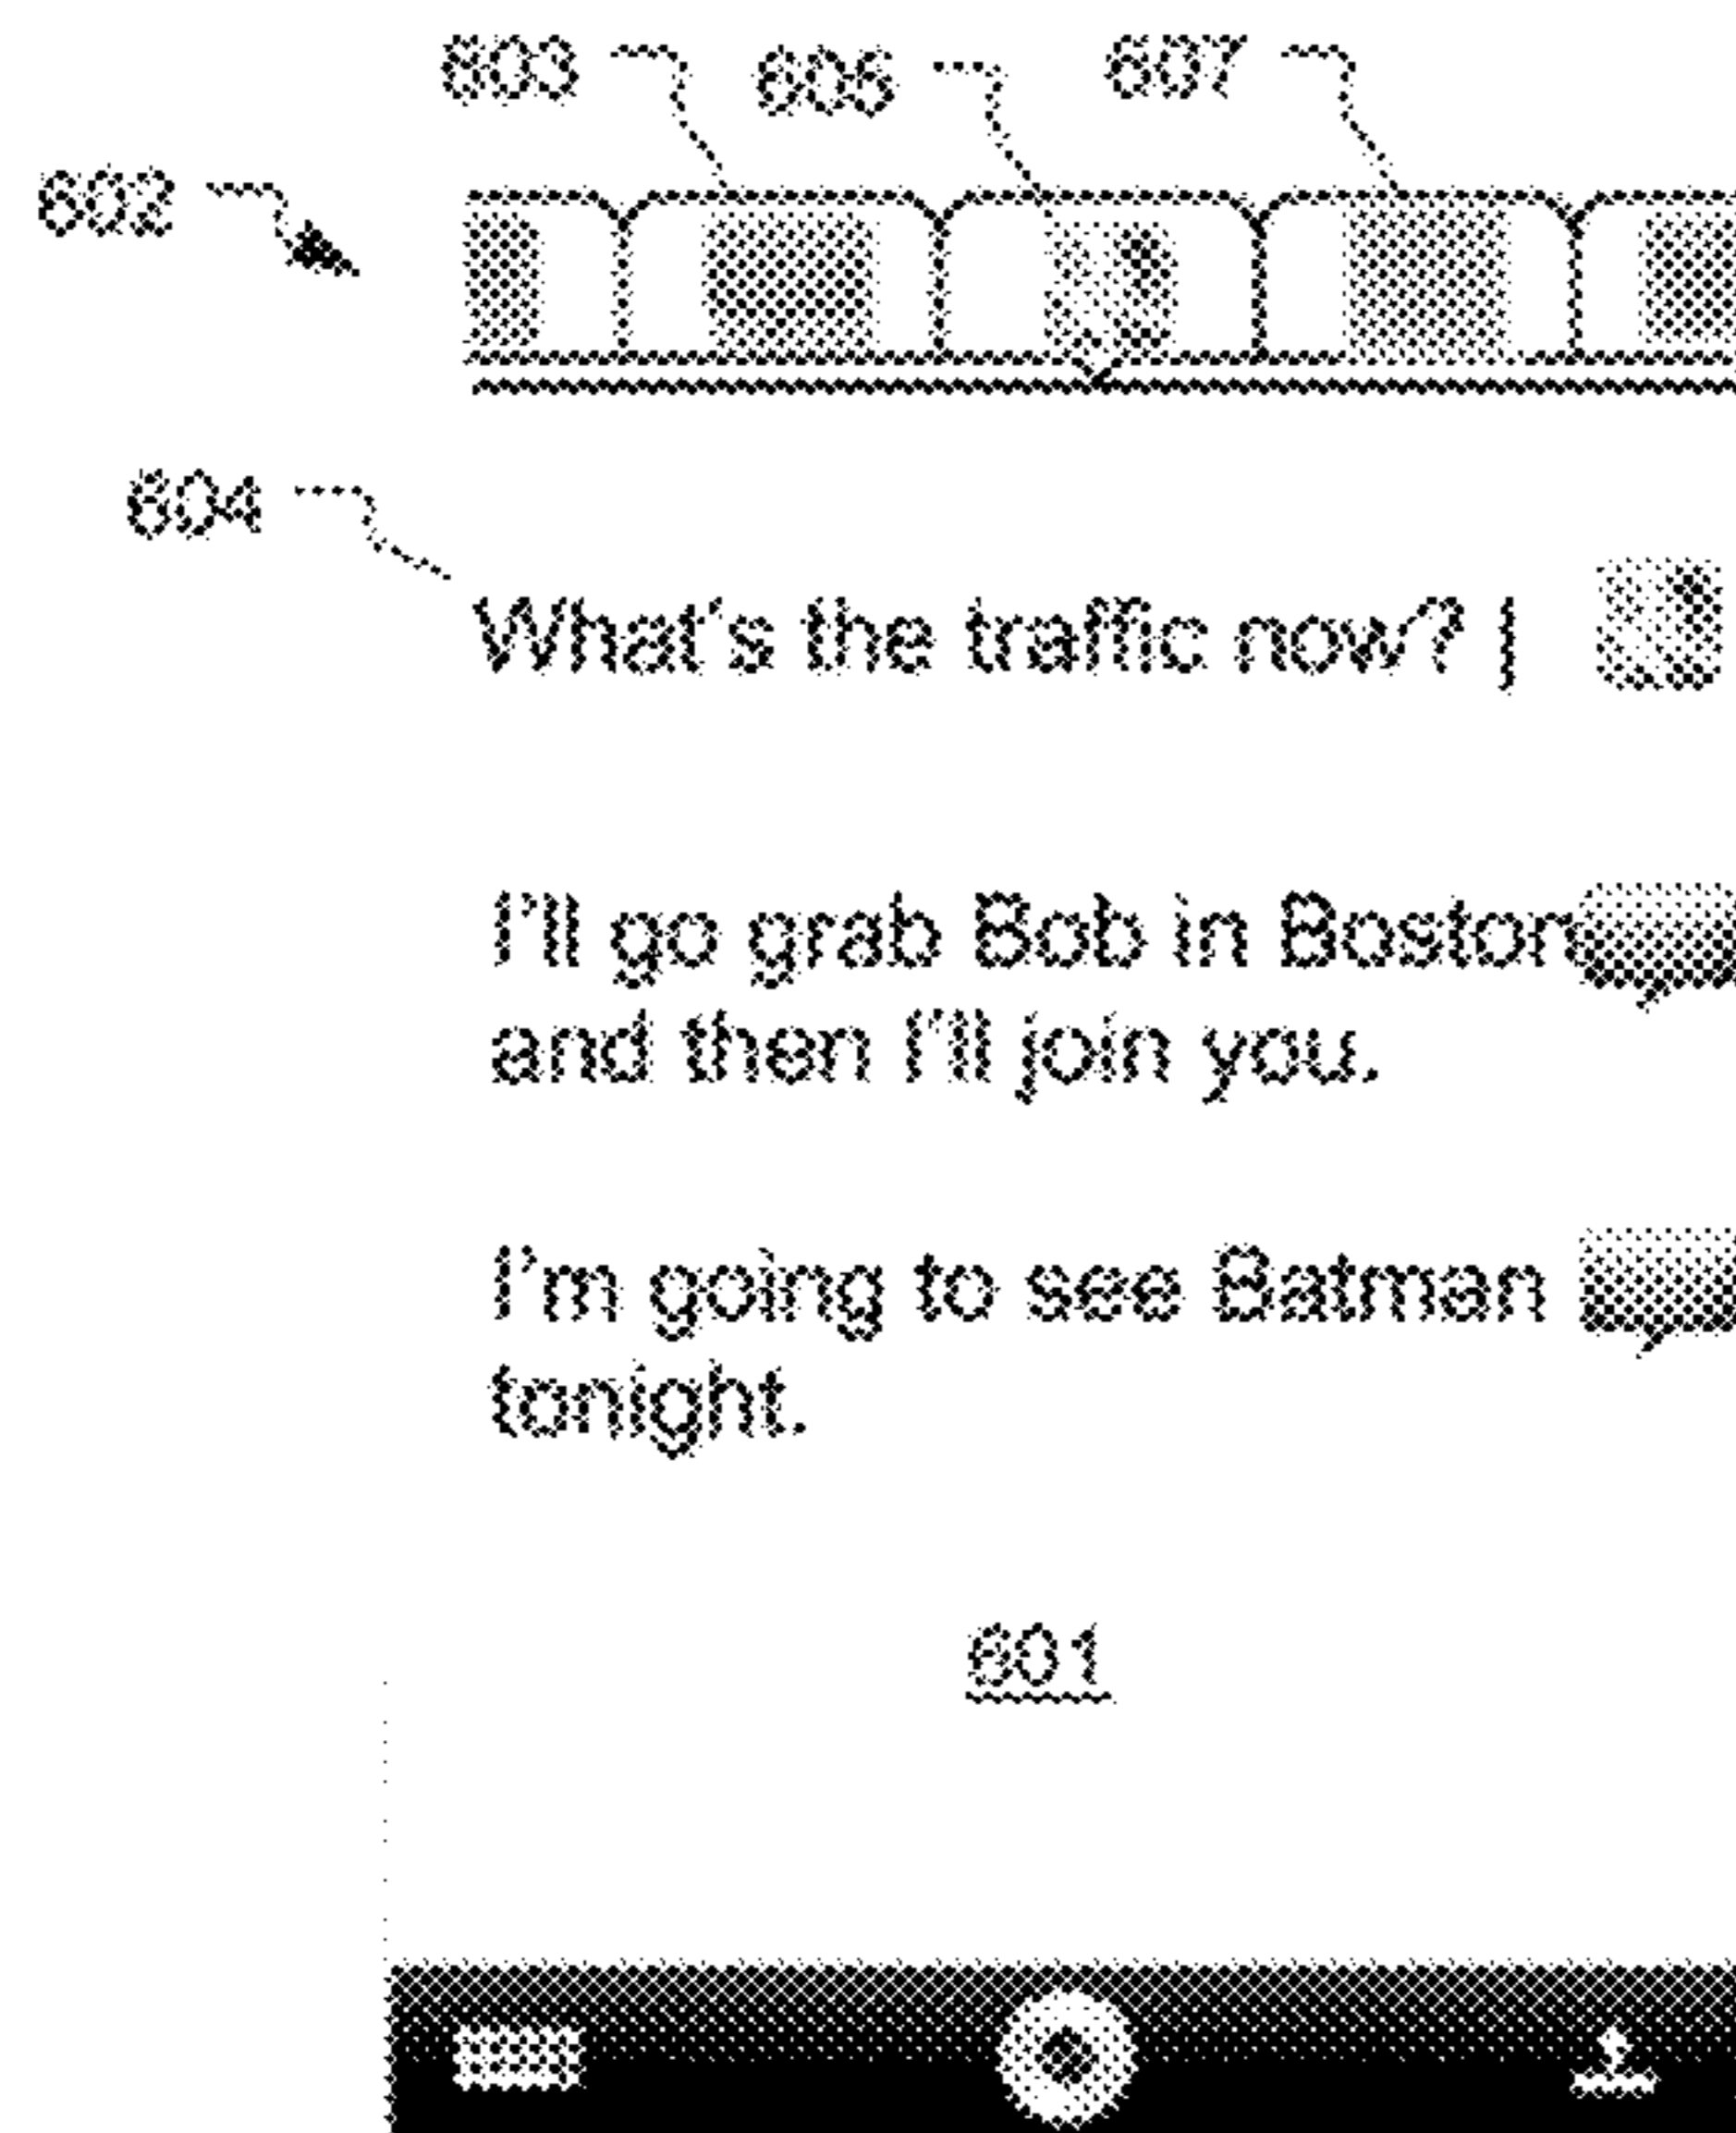 603 605 607
602
604
What's the traffic now? |
I'll go grab Bob in Boston
and then I'll join you.
I'm going to see Batman
tonight.
601